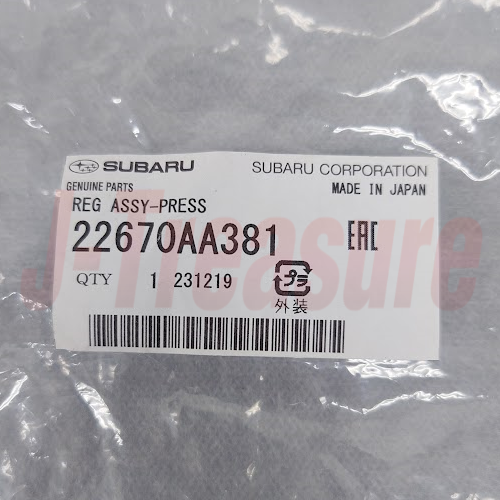 SUBARU SUBARU CORPORATION
GENUINE PARTS MADE IN JAPAN
REG ASSY-PRESS
22670AA381 EAC
QTY 1 231219 プラ
外装
J-Treasure